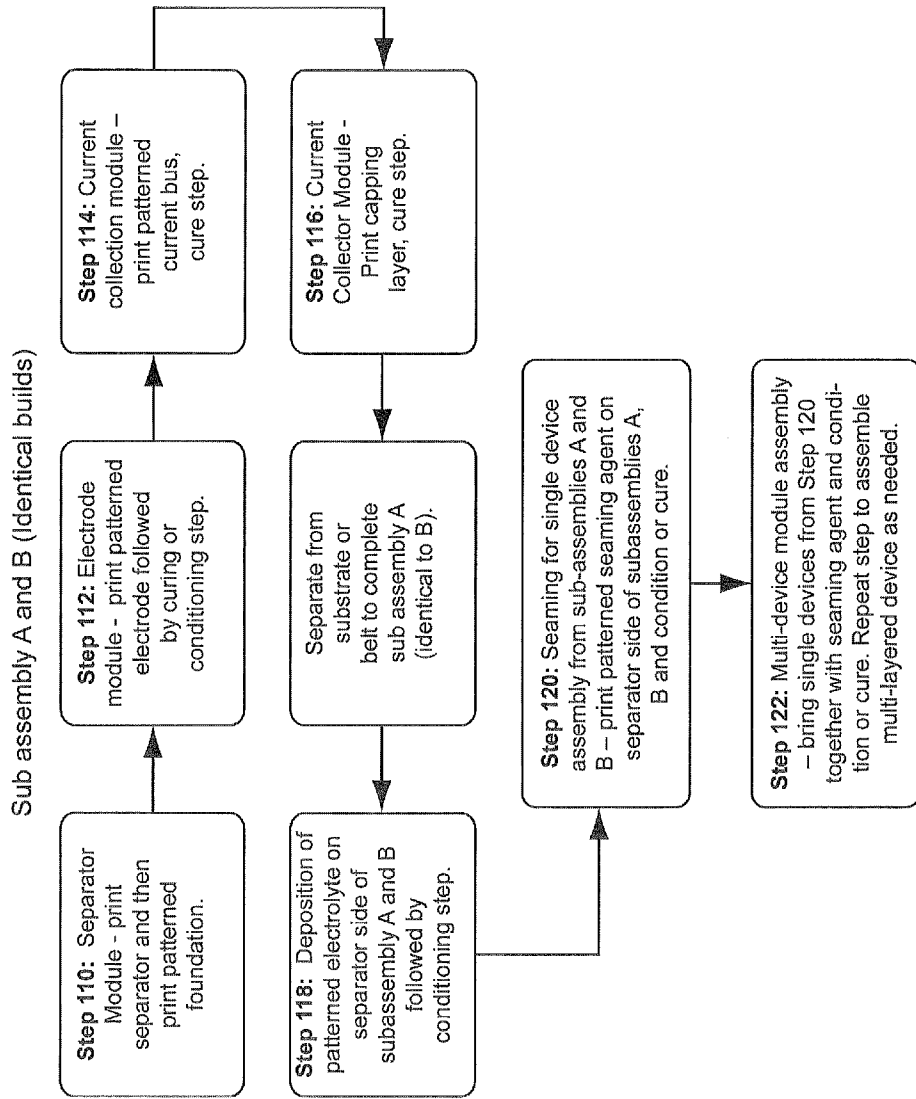 Sub assembly A and B (Identical builds)
Step 110: Separator
Module - print
separator and then
print patterned
foundation.
Step 112: Electrode
module - print patterned
electrode followed
by curing or
conditioning step.
Step 114: Current
collection module –
print patterned
current bus,
cure step.
Step 116: Current
Collector Module -
Print capping
layer, cure step.
Separate from
substrate or
belt to complete
sub assembly A
(identical to B).
Step 118: Deposition of
patterned electrolyte on
separator side of
subassembly A and B
followed by
conditioning step.
Step 120: Seaming for single device
assembly from sub-assemblies A and
B – print patterned seaming agent on
separator side of subassemblies A,
B and condition or cure.
Step 122: Multi-device module assembly
– bring single devices from Step 120
together with seaming agent and condi-
tion or cure. Repeat step to assemble
multi-layered device as needed.